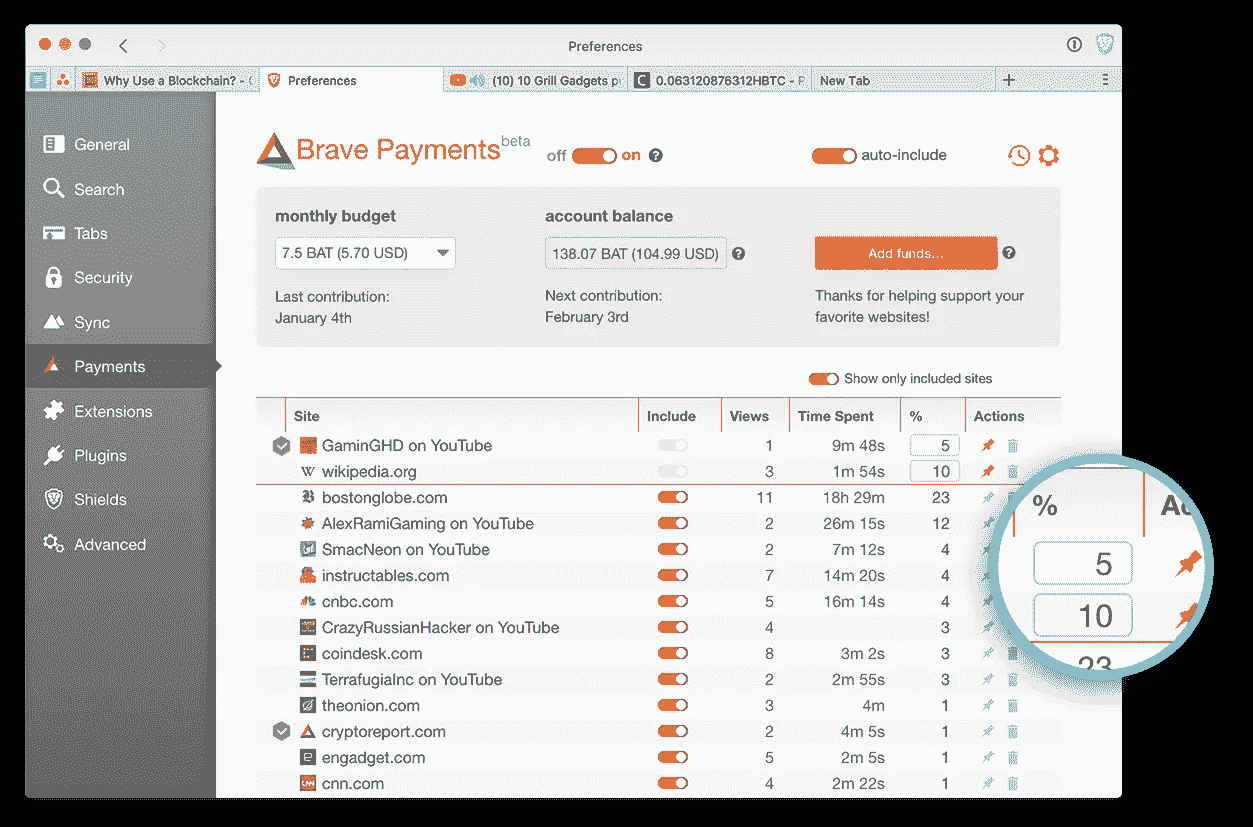 Preferences
Why Use a Blockchain? - C
Preferences
(10) 10 Grill Gadgets p
0.063120876312HBTC - P
New Tab
General
Search
Tabs
Security
Sync
Payments
Extensions
Plugins
Shields
Advanced
Brave Payments beta off on ? auto-include
monthly budget account balance
7.5 BAT (5.70 USD) 138.07 BAT (104.99 USD) ? Add funds... ?
Last contribution: Next contribution: Thanks for helping support your
January 4th February 3rd favorite websites!
Show only included sites
Site Include Views Time Spent % Actions
GaminGHD on YouTube 1 9m 48s 5
W wikipedia.org 3 1m 54s 10
B bostonglobe.com 11 18h 29m 23
AlexRamiGaming on YouTube 2 26m 15s 12
SmacNeon on YouTube 2 7m 12s 4
instructables.com 7 14m 20s 4
cnbc.com 5 16m 14s 4
CrazyRussianHacker on YouTube 4 3
coindesk.com 8 3m 2s 3
TerrafugiaInc on YouTube 2 2m 55s 3
theonion.com 3 4m 1
cryptoreport.com 2 4m 5s 1
e engadget.com 5 2m 5s 1
CNN cnn.com 4 2m 22s 1
% Ac
5
10
23